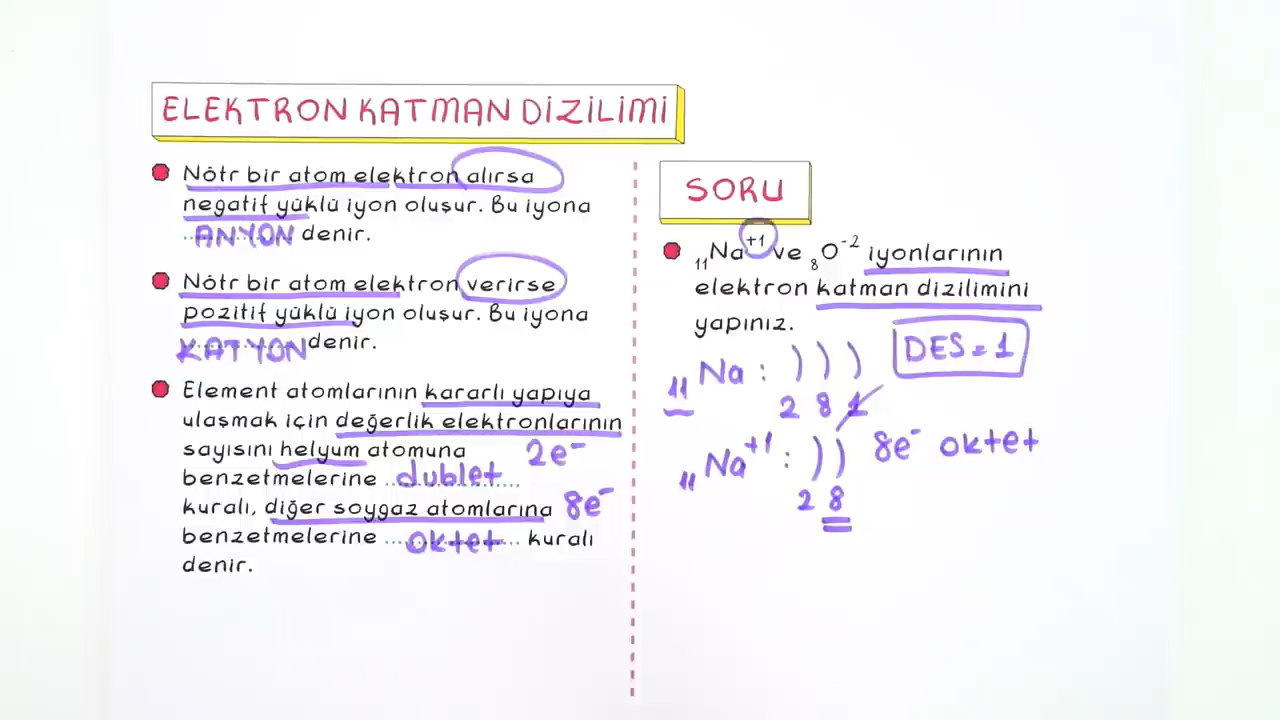 ELEKTRON KATMAN DİZİLİMİ
Nötr bir atom elektron alırsa
negatif yüklü iyon oluşur. Bu iyona
ANYON denir.
Nötr bir atom elektron verirse
pozitif yüklü iyon oluşur. Bu iyona
KATYON denir.
Element atomlarının kararlı yapıya
ulaşmak için değerlik elektronlarının
sayısını helyum atomuna 2e⁻
benzetmelerine dublet
kuralı, diğer soygaz atomlarına 8e⁻
benzetmelerine oktet kuralı
denir.
SORU
₁₁Na⁺¹ ve ₈O⁻² iyonlarının
elektron katman dizilimini
yapınız.
DES = 1
₁₁Na : ) ) )
2 8 1
₁₁Na⁺¹ : ) ) 8e⁻ oktet
2 8